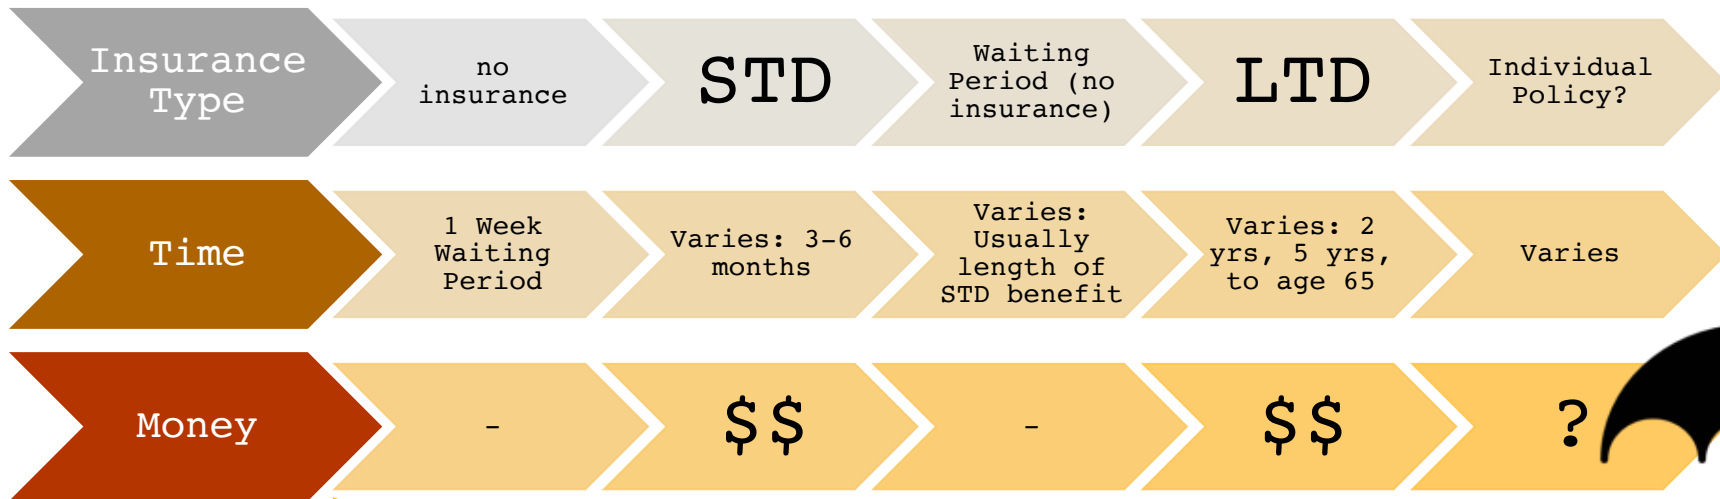 Insurance
Type
no
insurance
STD
Waiting
Period (no
insurance)
LTD
Individual
Policy?
Time
1 Week
Waiting
Period
Varies: 3-6
months
Varies:
Usually
length of
STD benefit
Varies: 2
yrs, 5 yrs,
to age 65
Varies
Money
-
$$
-
$$
?